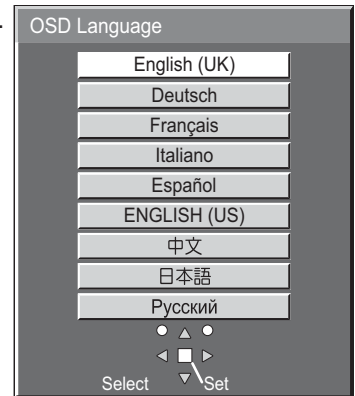 OSD Language
English (UK)
Deutsch
Français
Italiano
Español
ENGLISH (US)
中文
日本語
Русский
Select Set